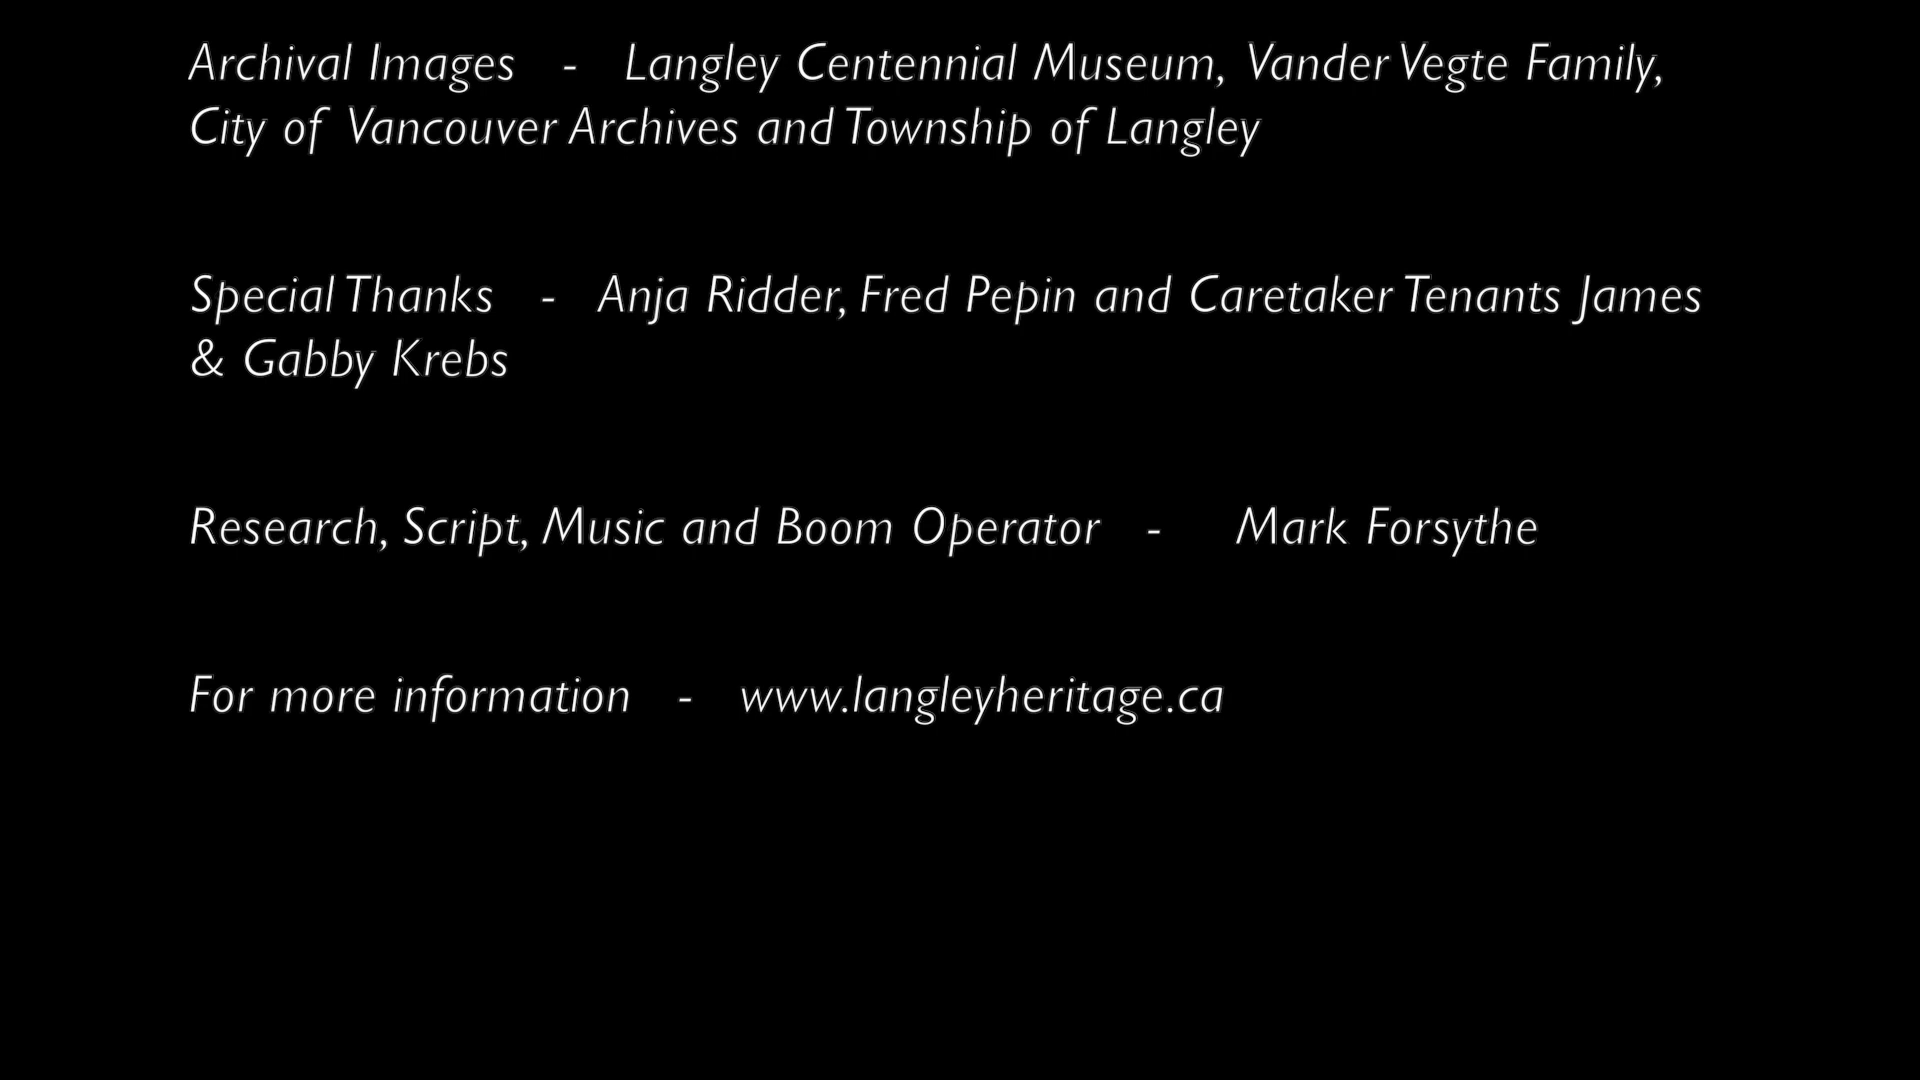 Archival Images - Langley Centennial Museum, Vander Vegte Family,
City of Vancouver Archives and Township of Langley
Special Thanks - Anja Ridder, Fred Pepin and Caretaker Tenants James
& Gabby Krebs
Research, Script, Music and Boom Operator - Mark Forsythe
For more information - www.langleyheritage.ca